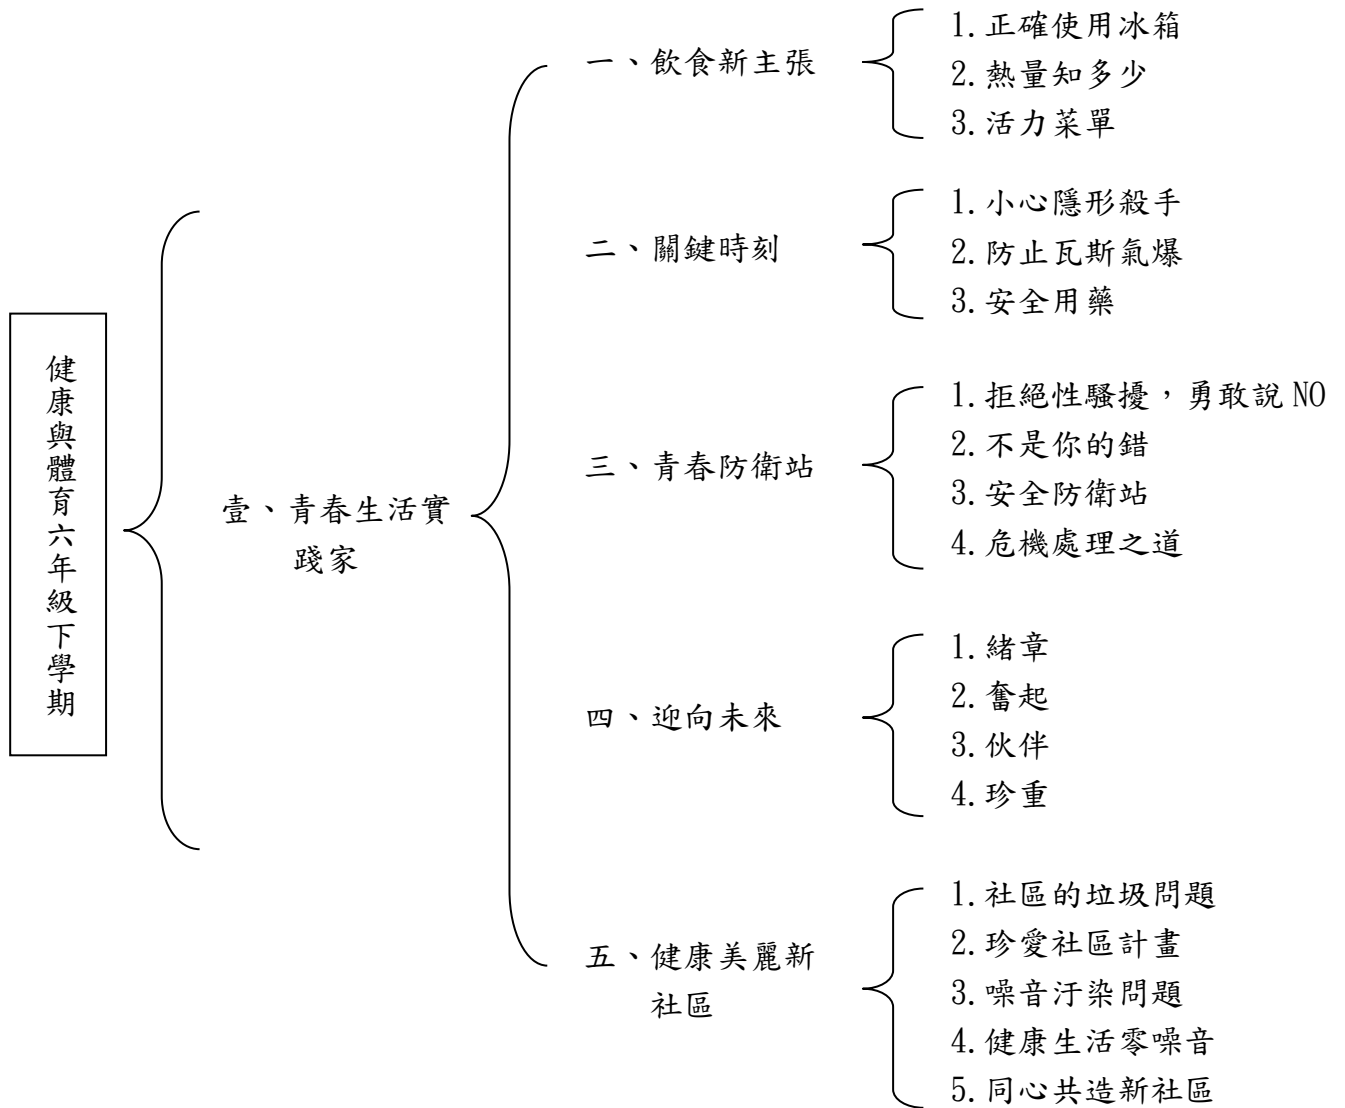 健康與體育六年級下學期
壹、青春生活實
踐家
一、飲食新主張
1.正確使用冰箱
2.熱量知多少
3.活力菜單
二、關鍵時刻
1.小心隱形殺手
2.防止瓦斯氣爆
3.安全用藥
三、青春防衛站
1.拒絕性騷擾，勇敢說 NO
2.不是你的錯
3.安全防衛站
4.危機處理之道
四、迎向未來
1.緒章
2.奮起
3.伙伴
4.珍重
五、健康美麗新
社區
1.社區的垃圾問題
2.珍愛社區計畫
3.噪音汙染問題
4.健康生活零噪音
5.同心共造新社區